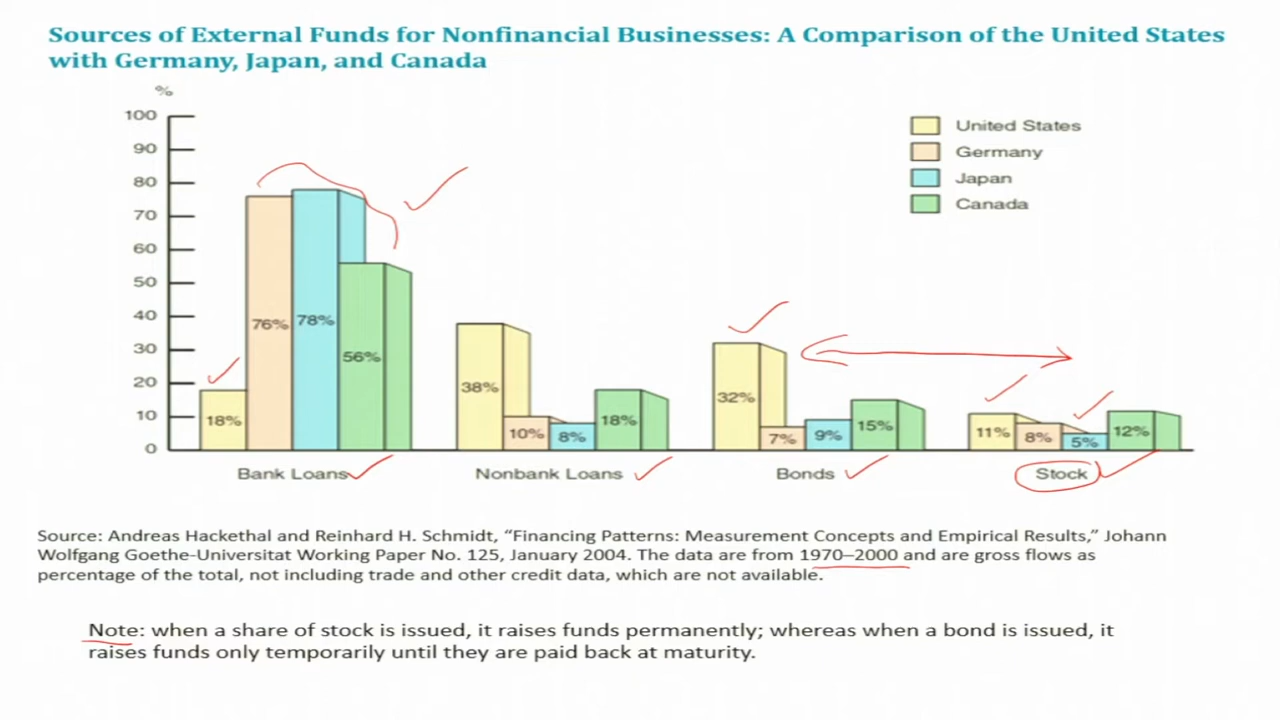 Sources of External Funds for Nonfinancial Businesses: A Comparison of the United States
with Germany, Japan, and Canada
%
100
90
80
70
60
50
40
30
20
10
0
United States
Germany
Japan
Canada
18%
76%
78%
56%
38%
10%
8%
18%
32%
7%
9%
15%
11%
8%
5%
12%
Bank Loans
Nonbank Loans
Bonds
Stock
Source: Andreas Hackethal and Reinhard H. Schmidt, “Financing Patterns: Measurement Concepts and Empirical Results,” Johann
Wolfgang Goethe-Universitat Working Paper No. 125, January 2004. The data are from 1970–2000 and are gross flows as
percentage of the total, not including trade and other credit data, which are not available.
Note: when a share of stock is issued, it raises funds permanently; whereas when a bond is issued, it
raises funds only temporarily until they are paid back at maturity.